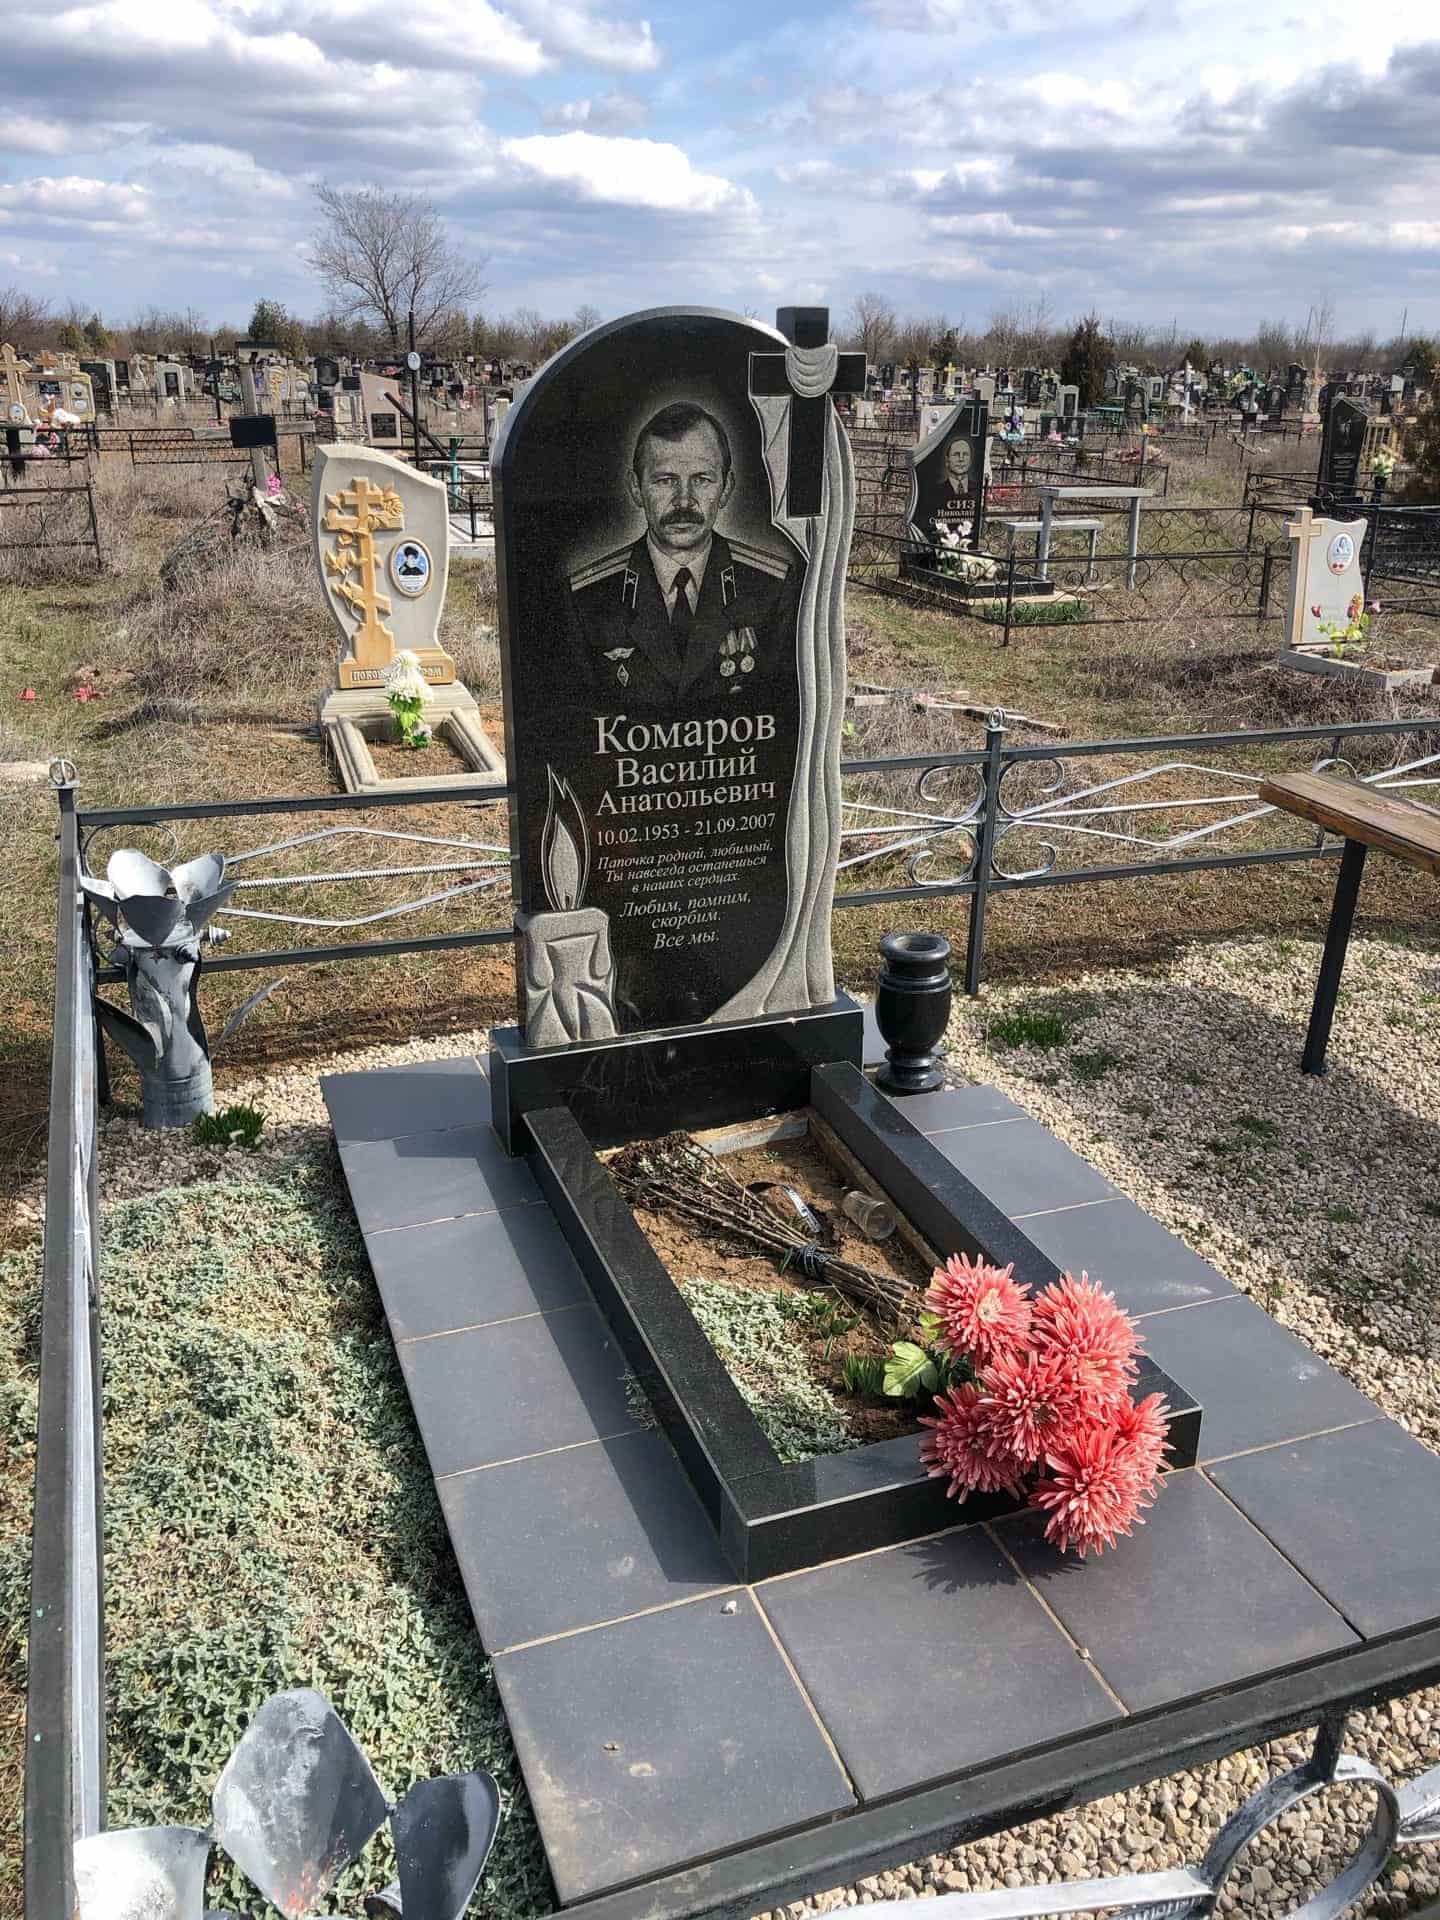 Комаров
Василий
Анатольевич
10.02.1953 - 21.09.2007
Папочка родной, любимый,
Ты навсегда останешься
в наших сердцах.
Любим, помним,
скорбим.
Все мы.
СИЗ
Николай